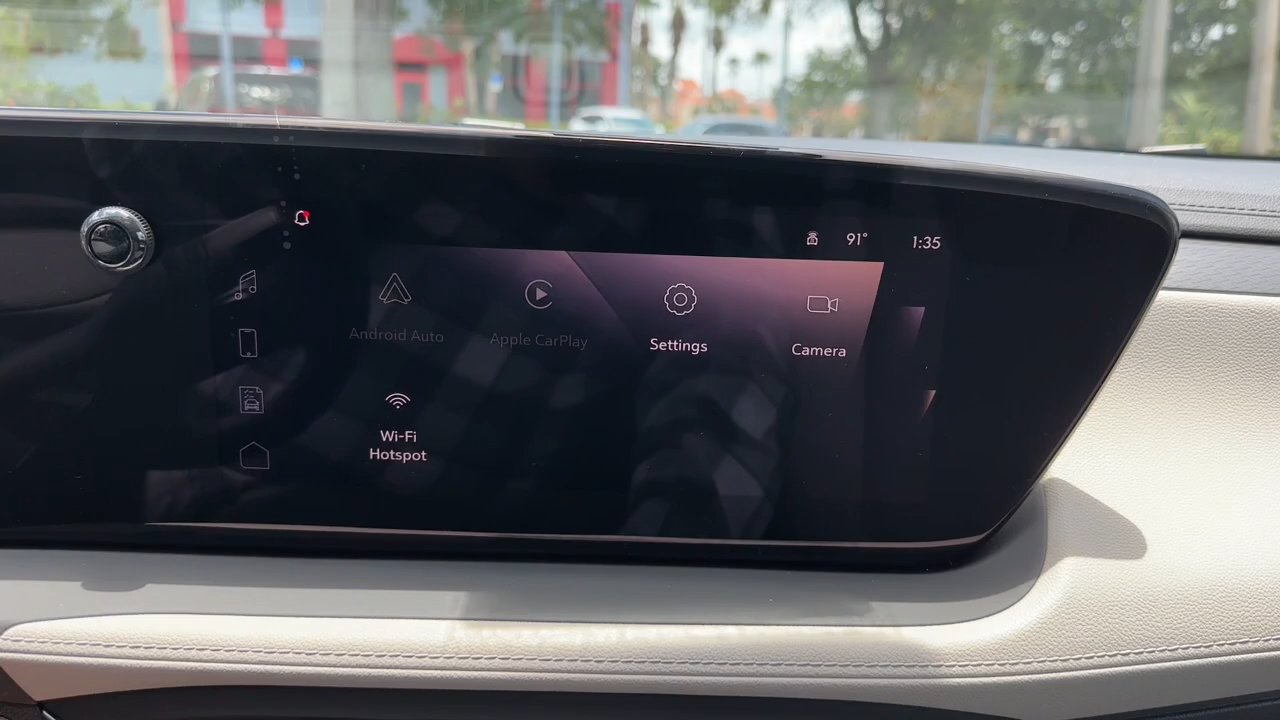 91° 1:35
Android Auto
Apple CarPlay
Settings
Camera
Wi-Fi
Hotspot